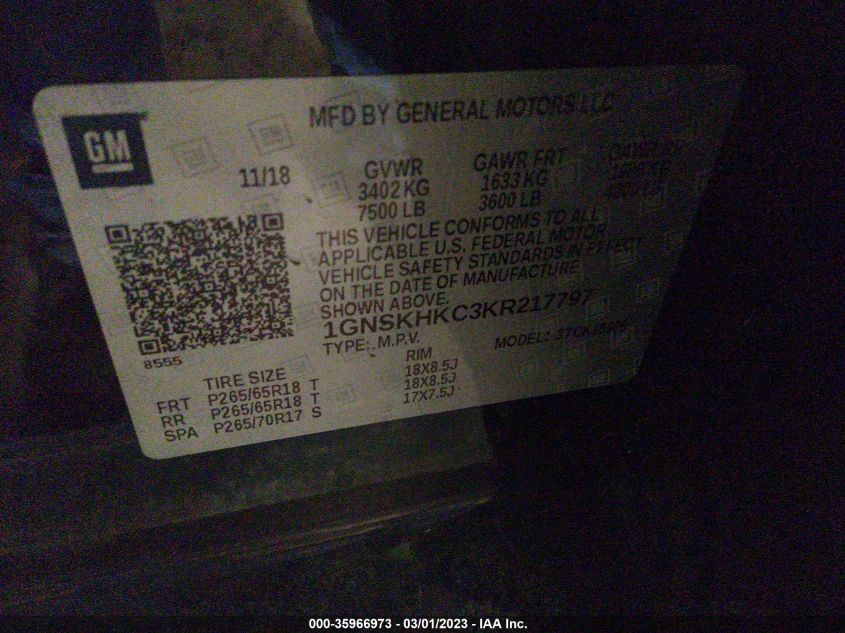 MFD BY GENERAL MOTORS LLC
GM
11/18
GVWR GAWR FRT GAWR RR
3402 KG 1633 KG
7500 LB 3600 LB
THIS VEHICLE CONFORMS TO ALL
APPLICABLE U.S. FEDERAL MOTOR
VEHICLE SAFETY STANDARDS IN EFFECT
ON THE DATE OF MANUFACTURE
SHOWN ABOVE.
1GNSKHKC3KR217797
TYPE: M.P.V. MODEL:
8555
TIRE SIZE RIM
FRT P265/65R18 T 18X8.5J
RR P265/65R18 T 18X8.5J
SPA P265/70R17 S 17X7.5J
000-35966973 - 03/01/2023 - IAA Inc.